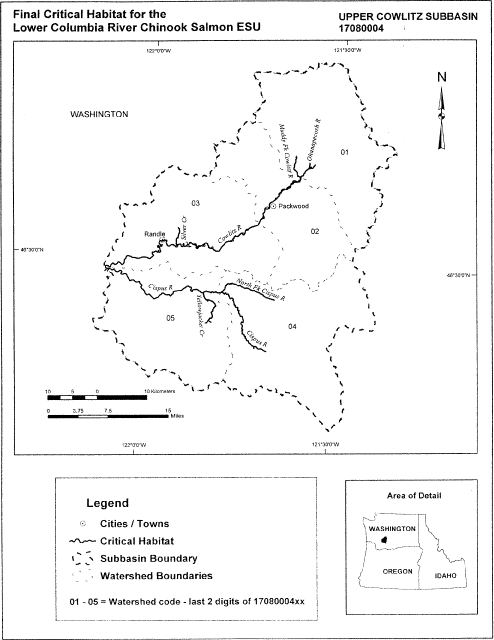 Final Critical Habitat for the
Lower Columbia River Chinook Salmon ESU
UPPER COWLITZ SUBBASIN
17080004
122°0'0"W
121°30'0"W
N
WASHINGTON
Muddy Fk Cowlitz R
Ohanapecosh R
01
03
Packwood
Silver Cr
Randle
Cowlitz R
02
46°30'0"N
46°30'0"N
Cispus R
North Fk Cispus R
Yellowjacket Cr
05
04
Cispus R
10 5 0 10 Kilometers
0 3.75 7.5 15
Miles
122°0'0"W
121°30'0"W
Legend
Cities / Towns
Critical Habitat
Subbasin Boundary
Watershed Boundaries
01 - 05 = Watershed code - last 2 digits of 17080004xx
Area of Detail
WASHINGTON
OREGON
IDAHO